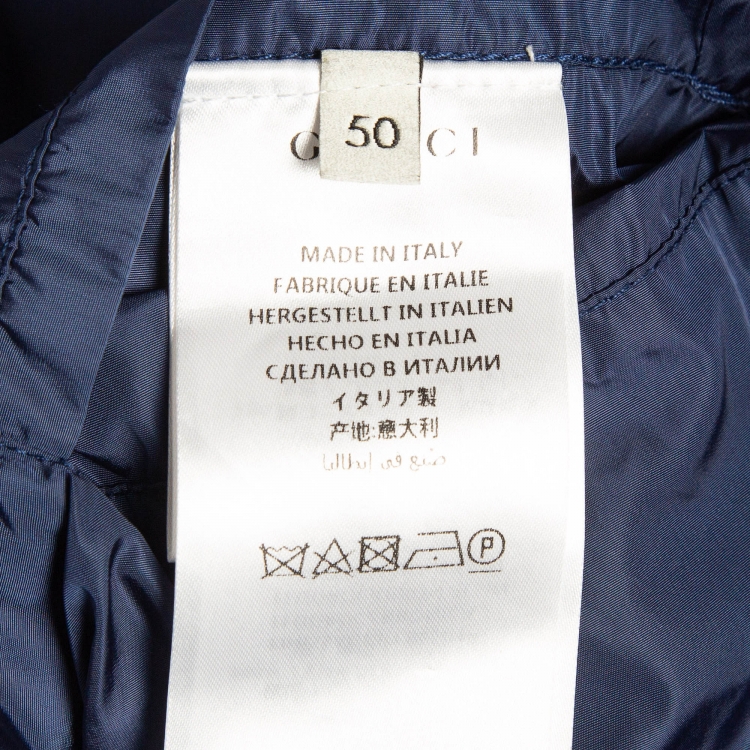 50
G CI
MADE IN ITALY
FABRIQUE EN ITALIE
HERGESTELLT IN ITALIEN
HECHO EN ITALIA
СДЕЛАНО В ИТАЛИИ
イタリア製
产地:意大利
صنع في ايطاليا
P